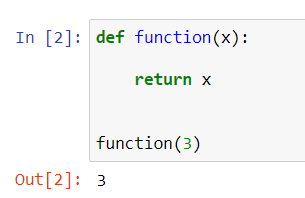 In [2]: def function(x):
return x
function(3)
Out[2]: 3